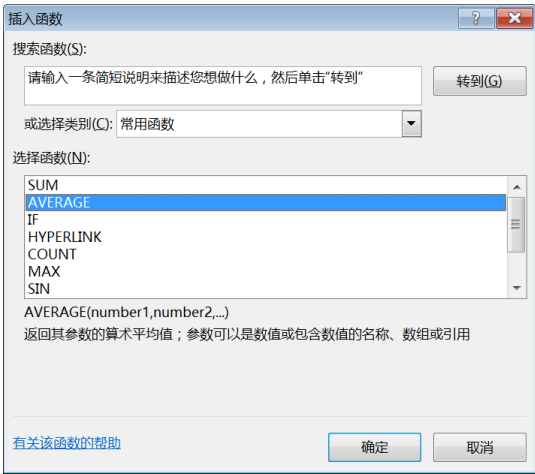 插入函数
搜索函数(S):
请输入一条简短说明来描述您想做什么，然后单击“转到”
转到(G)
或选择类别(C): 常用函数
选择函数(N):
SUM
AVERAGE
IF
HYPERLINK
COUNT
MAX
SIN
AVERAGE(number1,number2,...)
返回其参数的算术平均值；参数可以是数值或包含数值的名称、数组或引用
有关该函数的帮助
确定
取消